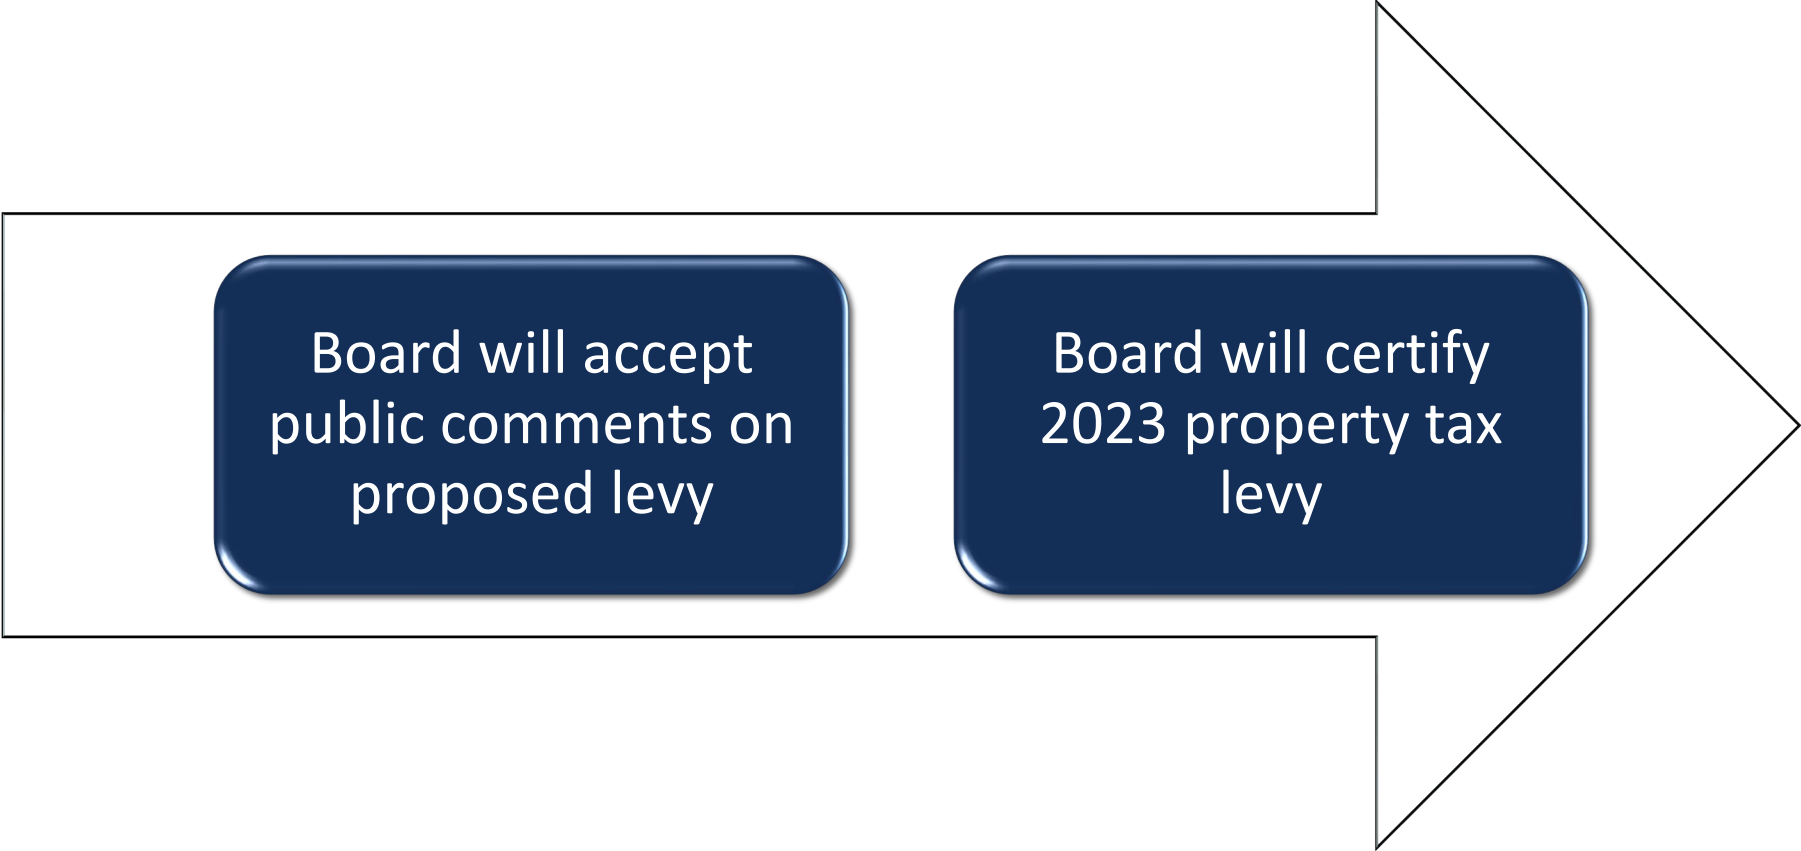 Board will accept
public comments on
proposed levy
Board will certify
2023 property tax
levy